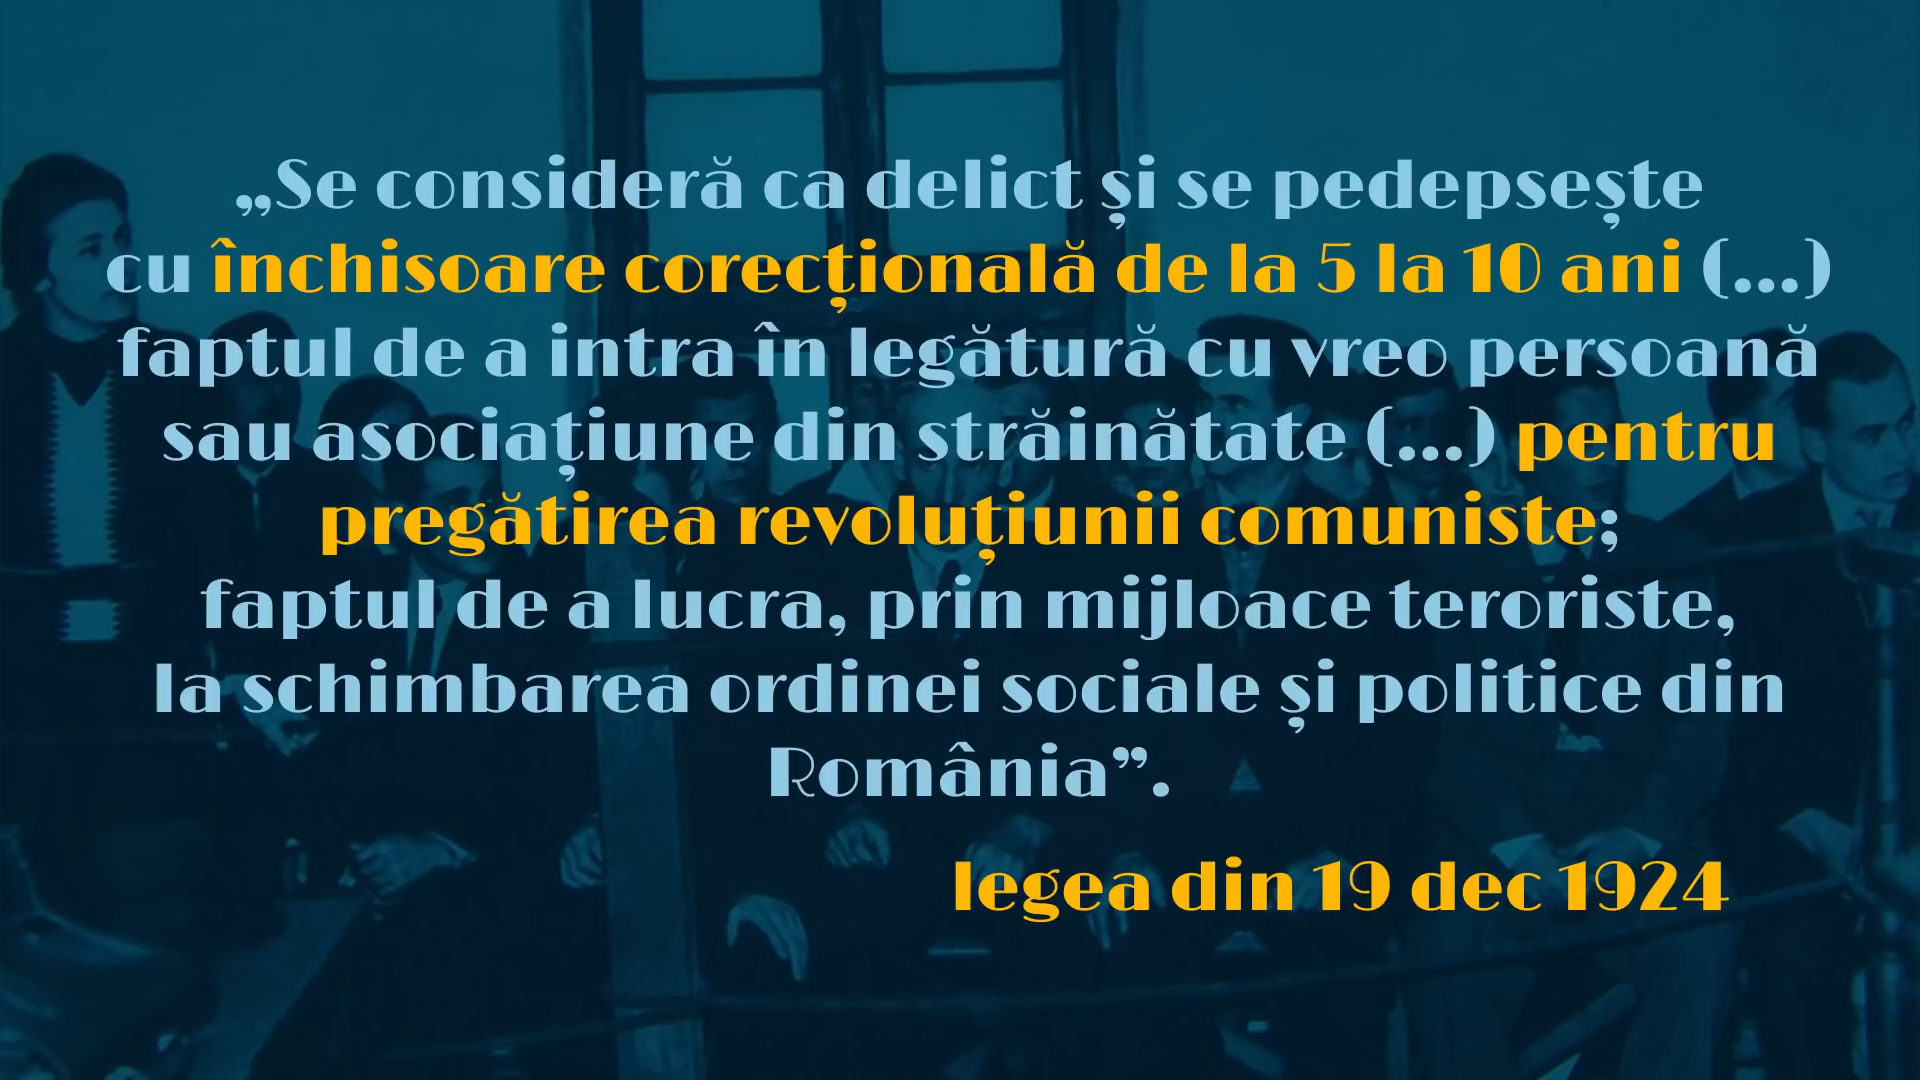 „Se consideră ca delict și se pedepsește
cu închisoare corecțională de la 5 la 10 ani (...)
faptul de a intra în legătură cu vreo persoană
sau asociațiune din străinătate (...) pentru
pregătirea revoluțiunii comuniste;
faptul de a lucra, prin mijloace teroriste,
la schimbarea ordinei sociale și politice din
România”.
legea din 19 dec 1924